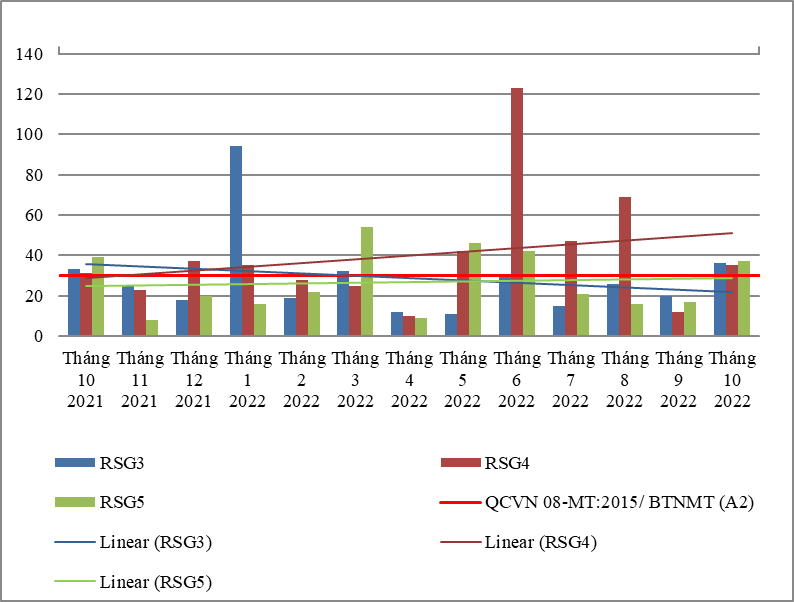 140
120
100
80
60
40
20
0
Tháng 10 2021
Tháng 11 2021
Tháng 12 2021
Tháng 1 2022
Tháng 2 2022
Tháng 3 2022
Tháng 4 2022
Tháng 5 2022
Tháng 6 2022
Tháng 7 2022
Tháng 8 2022
Tháng 9 2022
Tháng 10 2022
RSG3
RSG4
RSG5
QCVN 08-MT:2015/ BTNMT (A2)
Linear (RSG3)
Linear (RSG4)
Linear (RSG5)